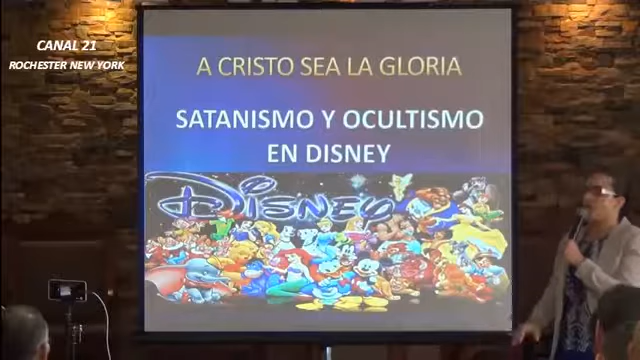 CANAL 21
ROCHESTER NEW YORK
A CRISTO SEA LA GLORIA
SATANISMO Y OCULTISMO
EN DISNEY
DISNEY